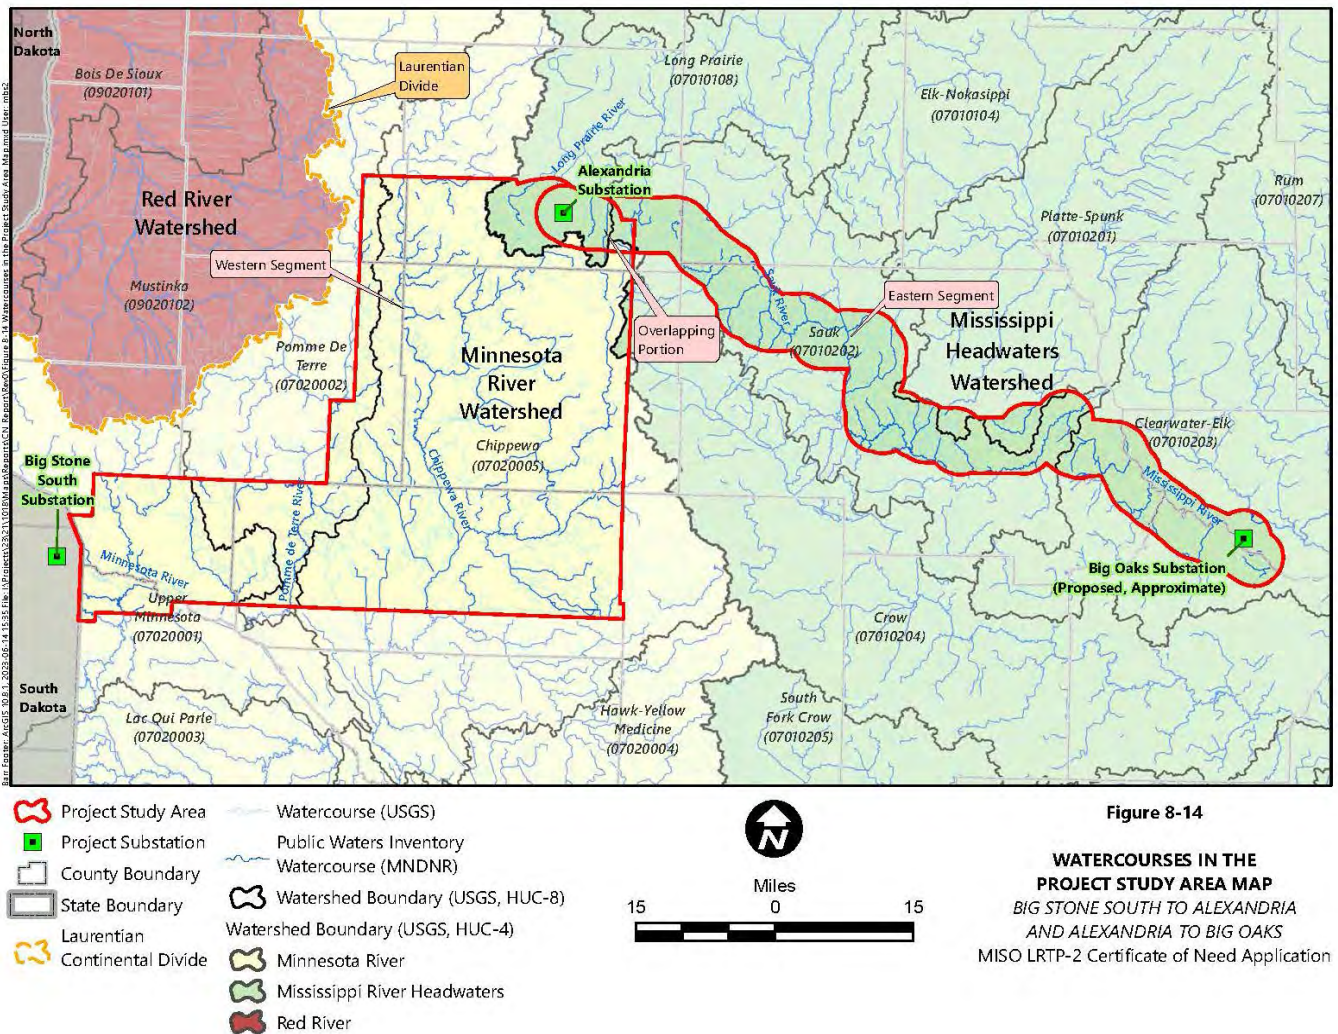 North
Dakota
Bois De Sioux
(09020101)
Laurentian
Divide
Long Prairie
(07010108)
Elk-Nokasippi
(07010104)
Long Prairie River
Alexandria
Substation
Rum
(07010207)
Red River
Watershed
Platte-Spunk
(07010201)
Western Segment
Mustinka
(09020102)
Sauk River
Eastern Segment
Overlapping
Portion
Sauk
(07010202)
Mississippi
Headwaters
Watershed
Pomme De
Terre
(07020002)
Minnesota
River
Watershed
Chippewa
(07020005)
Chippewa River
Clearwater-Elk
(07010203)
Mississippi River
Big Stone
South
Substation
Pomme de Terre River
Minnesota River
Upper
Minnesota
(07020001)
Big Oaks Substation
(Proposed, Approximate)
Crow
(07010204)
South
Dakota
Lac Qui Parle
(07020003)
Hawk-Yellow
Medicine
(07020004)
South
Fork Crow
(07010205)
Project Study Area
Project Substation
County Boundary
State Boundary
Laurentian
Continental Divide
Watercourse (USGS)
Public Waters Inventory
Watercourse (MNDNR)
Watershed Boundary (USGS, HUC-8)
Watershed Boundary (USGS, HUC-4)
Minnesota River
Mississippi River Headwaters
Red River
N
Miles
15 0 15
Figure 8-14
WATERCOURSES IN THE
PROJECT STUDY AREA MAP
BIG STONE SOUTH TO ALEXANDRIA
AND ALEXANDRIA TO BIG OAKS
MISO LRTP-2 Certificate of Need Application